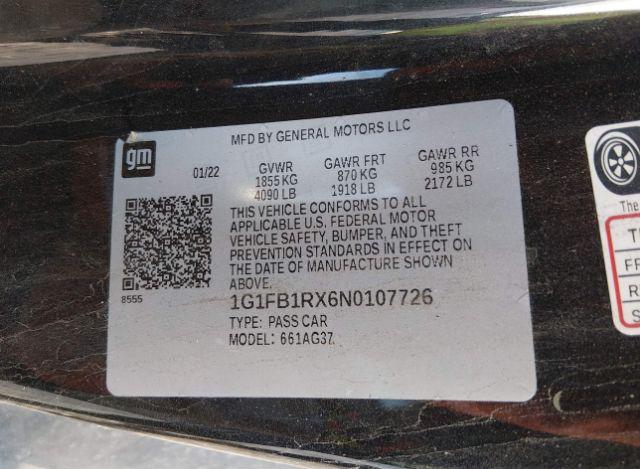 MFD BY GENERAL MOTORS LLC
gm
01/22 GVWR GAWR FRT GAWR RR
1855 KG 870 KG 985 KG
4090 LB 1918 LB 2172 LB
THIS VEHICLE CONFORMS TO ALL
APPLICABLE U.S. FEDERAL MOTOR
VEHICLE SAFETY, BUMPER, AND THEFT
PREVENTION STANDARDS IN EFFECT ON
THE DATE OF MANUFACTURE SHOWN
ABOVE.
8555
1G1FB1RX6N0107726
TYPE: PASS CAR
MODEL: 661AG37
The